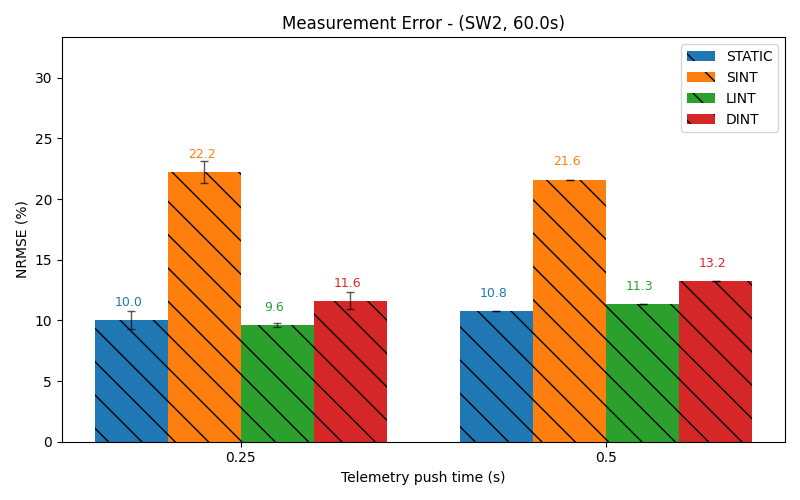 Measurement Error - (SW2, 60.0s)
NRMSE (%)
30
25
20
15
10
5
0
STATIC
SINT
LINT
DINT
10.0
22.2
9.6
11.6
10.8
21.6
11.3
13.2
0.25
0.5
Telemetry push time (s)